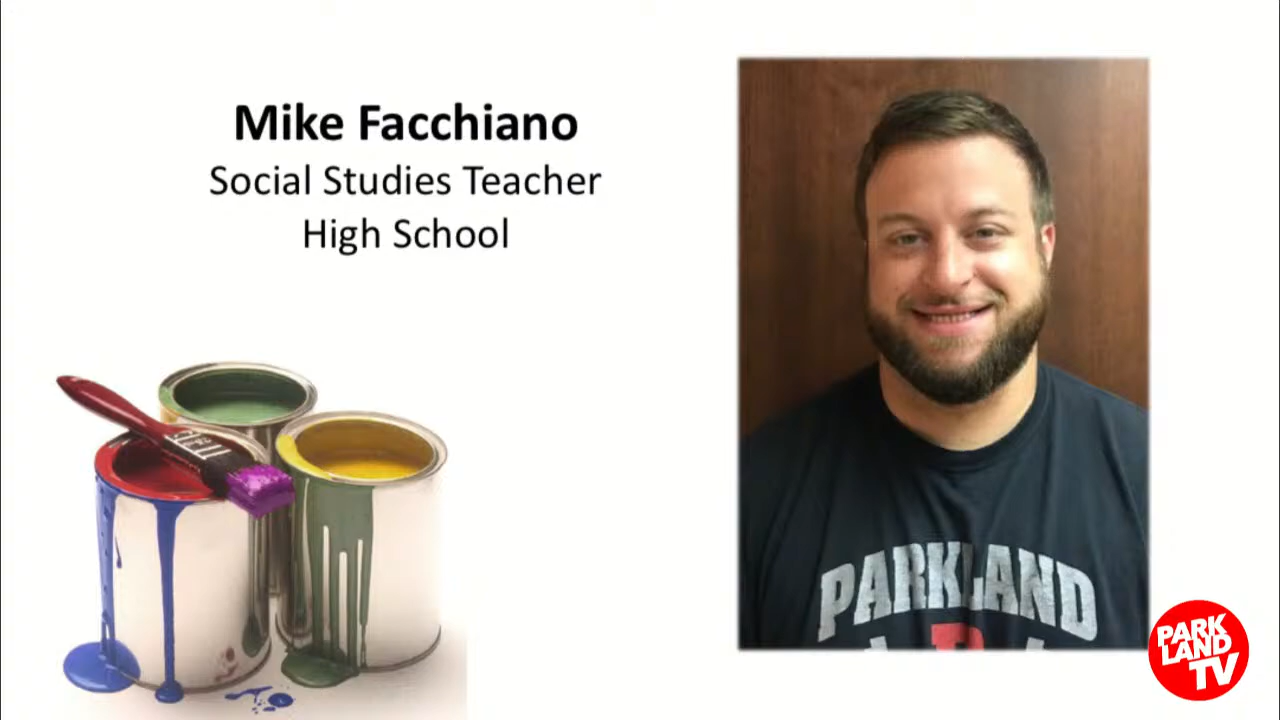 Mike Facchiano
Social Studies Teacher
High School
PARKLAND
PARK
LAND
TV